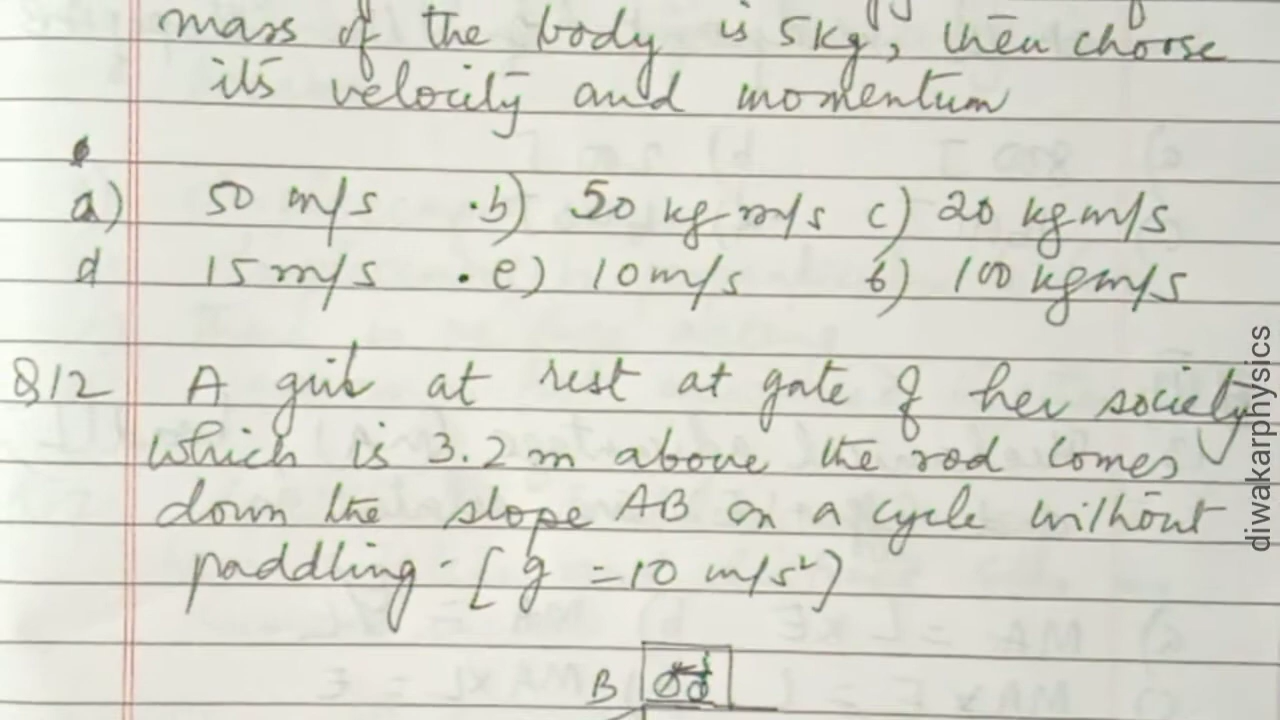 mass of the body is 5kg, then choose
its velocity and momentum
a) 50 m/s .b) 50 kg m/s c) 20 kg m/s
d 15 m/s .e) 10 m/s f) 100 kgm/s
Q12 A girl at rest at gate of her society
which is 3.2 m above the rod comes
down the slope AB on a cycle without
paddling - [g = 10 m/s²)
B
diwakarphysics